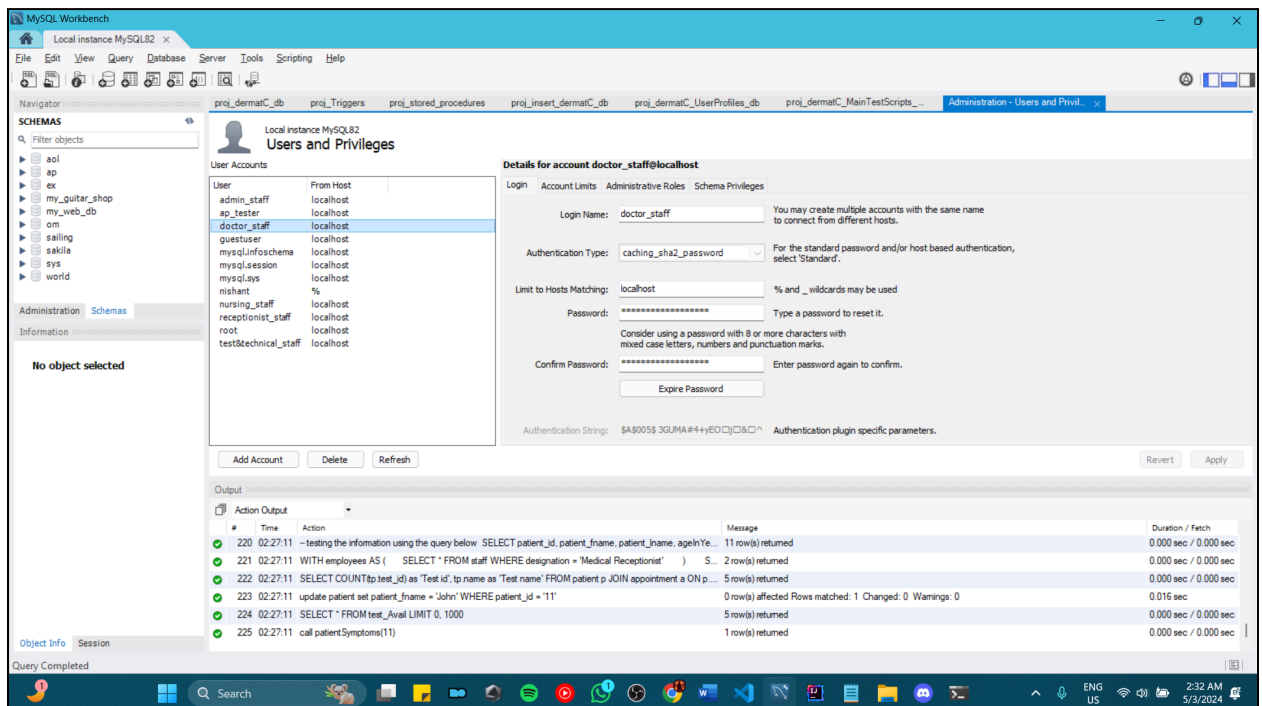 MySQL Workbench
Local instance MySQL82 ×
File Edit View Query Database Server Tools Scripting Help
Navigator
SCHEMAS
Filter objects
aol
ap
ex
my_guitar_shop
my_web_db
om
sailing
sakila
sys
world
Administration Schemas
Information
No object selected
Object Info Session
Query Completed
proj_dermatC_db proj_Triggers proj_stored_procedures proj_insert_dermatC_db proj_dermatC_UserProfiles_db proj_dermatC_MainTestScripts_... Administration - Users and Privil... ×
Local instance MySQL82
Users and Privileges
User Accounts
User From Host
admin_staff localhost
ap_tester localhost
doctor_staff localhost
guestuser localhost
mysql.infoschema localhost
mysql.session localhost
mysql.sys localhost
nishant %
nursing_staff localhost
receptionist_staff localhost
root localhost
test&technical_staff localhost
Add Account Delete Refresh
Details for account doctor_staff@localhost
Login Account Limits Administrative Roles Schema Privileges
Login Name: doctor_staff You may create multiple accounts with the same name
to connect from different hosts.
Authentication Type: caching_sha2_password For the standard password and/or host based authentication,
select 'Standard'.
Limit to Hosts Matching: localhost % and _ wildcards may be used
Password: ****************** Type a password to reset it.
Consider using a password with 8 or more characters with
mixed case letters, numbers and punctuation marks.
Confirm Password: ****************** Enter password again to confirm.
Expire Password
Authentication String: $A$005$ Authentication plugin specific parameters.
Revert Apply
Output
Action Output
# Time Action Message Duration / Fetch
220 02:27:11 --testing the information using the query below SELECT patient_id, patient_fname, patient_lname, ageInYe... 11 row(s) returned 0.000 sec / 0.000 sec
221 02:27:11 WITH employees AS ( SELECT * FROM staff WHERE designation = 'Medical Receptionist' ) S... 2 row(s) returned 0.000 sec / 0.000 sec
222 02:27:11 SELECT COUNT(tp.test_id) as 'Test id', tp.name as 'Test name' FROM patient p JOIN appointment a ON p.... 5 row(s) returned 0.000 sec / 0.000 sec
223 02:27:11 update patient set patient_fname = 'John' WHERE patient_id = '11' 0 row(s) affected Rows matched: 1 Changed: 0 Warnings: 0 0.016 sec
224 02:27:11 SELECT * FROM test_Avail LIMIT 0, 1000 5 row(s) returned 0.000 sec / 0.000 sec
225 02:27:11 call patientSymptoms(11) 1 row(s) returned 0.000 sec / 0.000 sec
1 Search 1 ENG 2:32 AM
US 5/3/2024